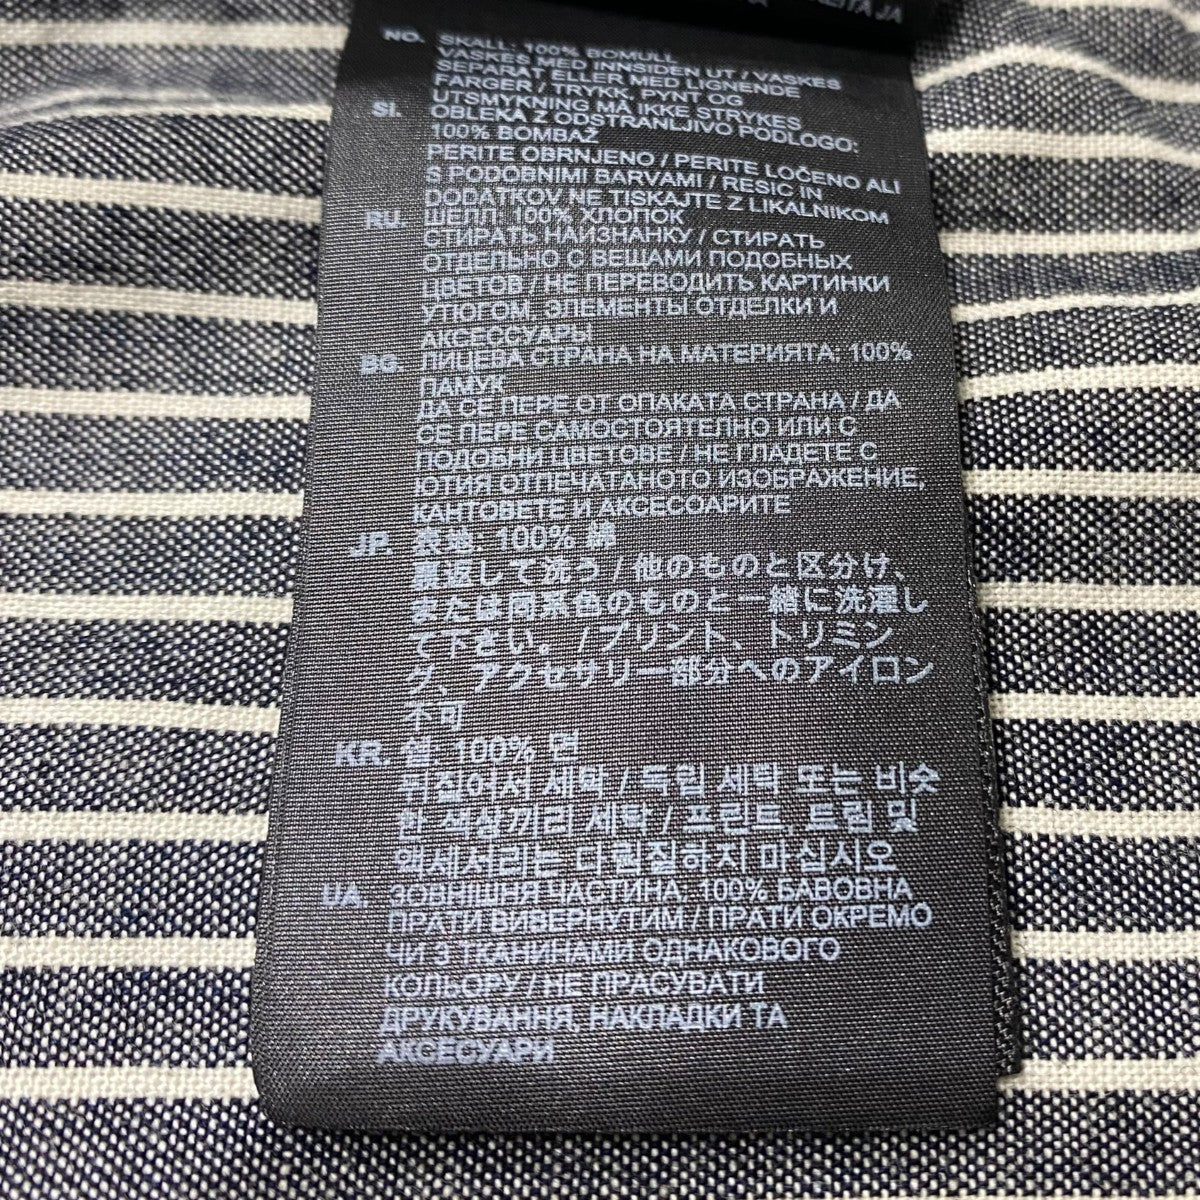 NO. SKALL: 100% BOMULL
VASKES MED INNSIDEN UT / VASKES
SEPARAT ELLER MED LIGNENDE
FARGER / TRYKK, PYNT OG
UTSMYKNING MÅ IKKE STRYKES
SI. OBLEKA Z ODSTRANLJIVO PODLOGO:
100% BOMBAŽ
PERITE OBRNJENO / PERITE LOČENO ALI
S PODOBNIMI BARVAMI / RESIC IN
DODATKOV NE TISKAJTE Z LIKALNIKOM
RU. ШЕЛЛ: 100% ХЛОПОК
СТИРАТЬ НАИЗНАНКУ / СТИРАТЬ
ОТДЕЛЬНО С ВЕЩАМИ ПОДОБНЫХ
ЦВЕТОВ / НЕ ПЕРЕВОДИТЬ КАРТИНКИ
УТЮГОМ, ЭЛЕМЕНТЫ ОТДЕЛКИ И
АКСЕССУАРЫ
BG. ЛИЦЕВА СТРАНА НА МАТЕРИЯТА: 100%
ПАМУК
ДА СЕ ПЕРЕ ОТ ОПАКАТА СТРАНА / ДА
СЕ ПЕРЕ САМОСТОЯТЕЛНО ИЛИ С
ПОДОБНИ ЦВЕТОВЕ / НЕ ГЛАДЕТЕ С
ЮТИЯ ОТПЕЧАТАНОТО ИЗОБРАЖЕНИЕ,
КАНТОВЕТЕ И АКСЕСОАРИТЕ
JP. 表地: 100% 綿
裏返して洗う / 他のものと区分け、
または同系色のものと一緒に洗濯し
て下さい。 / プリント、トリミン
グ、アクセサリー部分へのアイロン
不可
KR. 쉘: 100% 면
뒤집어서 세탁 / 독립 세탁 또는 비슷
한 색상끼리 세탁 / 프린트, 트림 및
액세서리는 다림질하지 마십시오
UA. ЗОВНІШНЯ ЧАСТИНА: 100% БАВОВНА
ПРАТИ ВИВЕРНУТИМ / ПРАТИ ОКРЕМО
ЧИ З ТКАНИНАМИ ОДНАКОВОГО
КОЛЬОРУ / НЕ ПРАСУВАТИ
ДРУКУВАННЯ, НАКЛАДКИ ТА
АКСЕСУАРИ